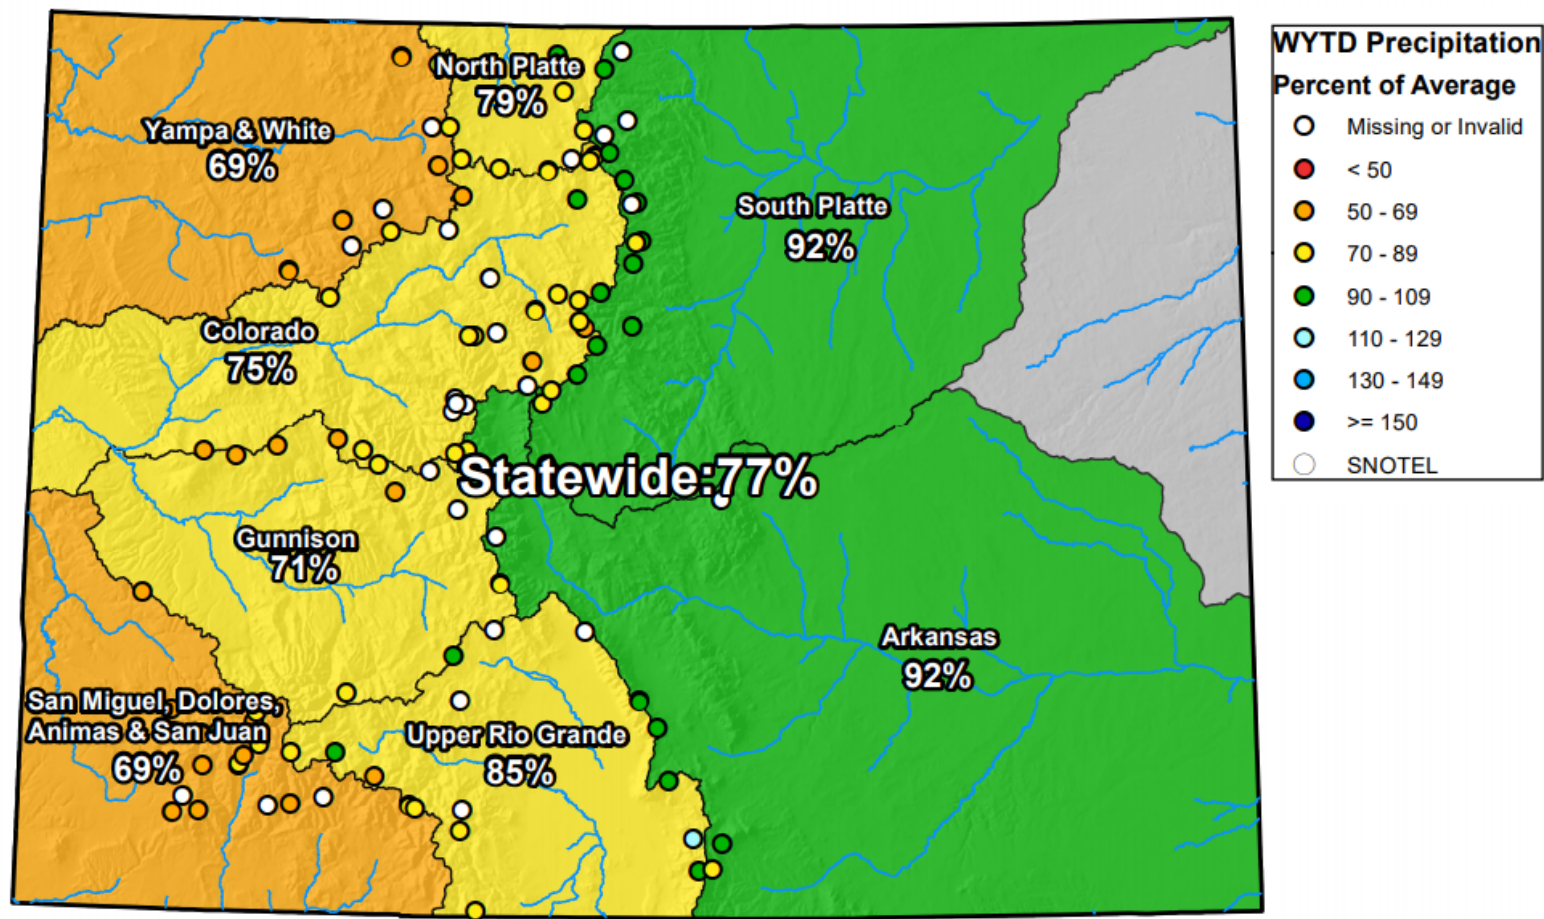 WYTD Precipitation
Percent of Average
Missing or Invalid
< 50
50 - 69
70 - 89
90 - 109
110 - 129
130 - 149
>= 150
SNOTEL
North Platte
79%
Yampa & White
69%
South Platte
92%
Colorado
75%
Statewide:77%
Gunnison
71%
Arkansas
92%
San Miguel, Dolores,
Animas & San Juan
69%
Upper Rio Grande
85%